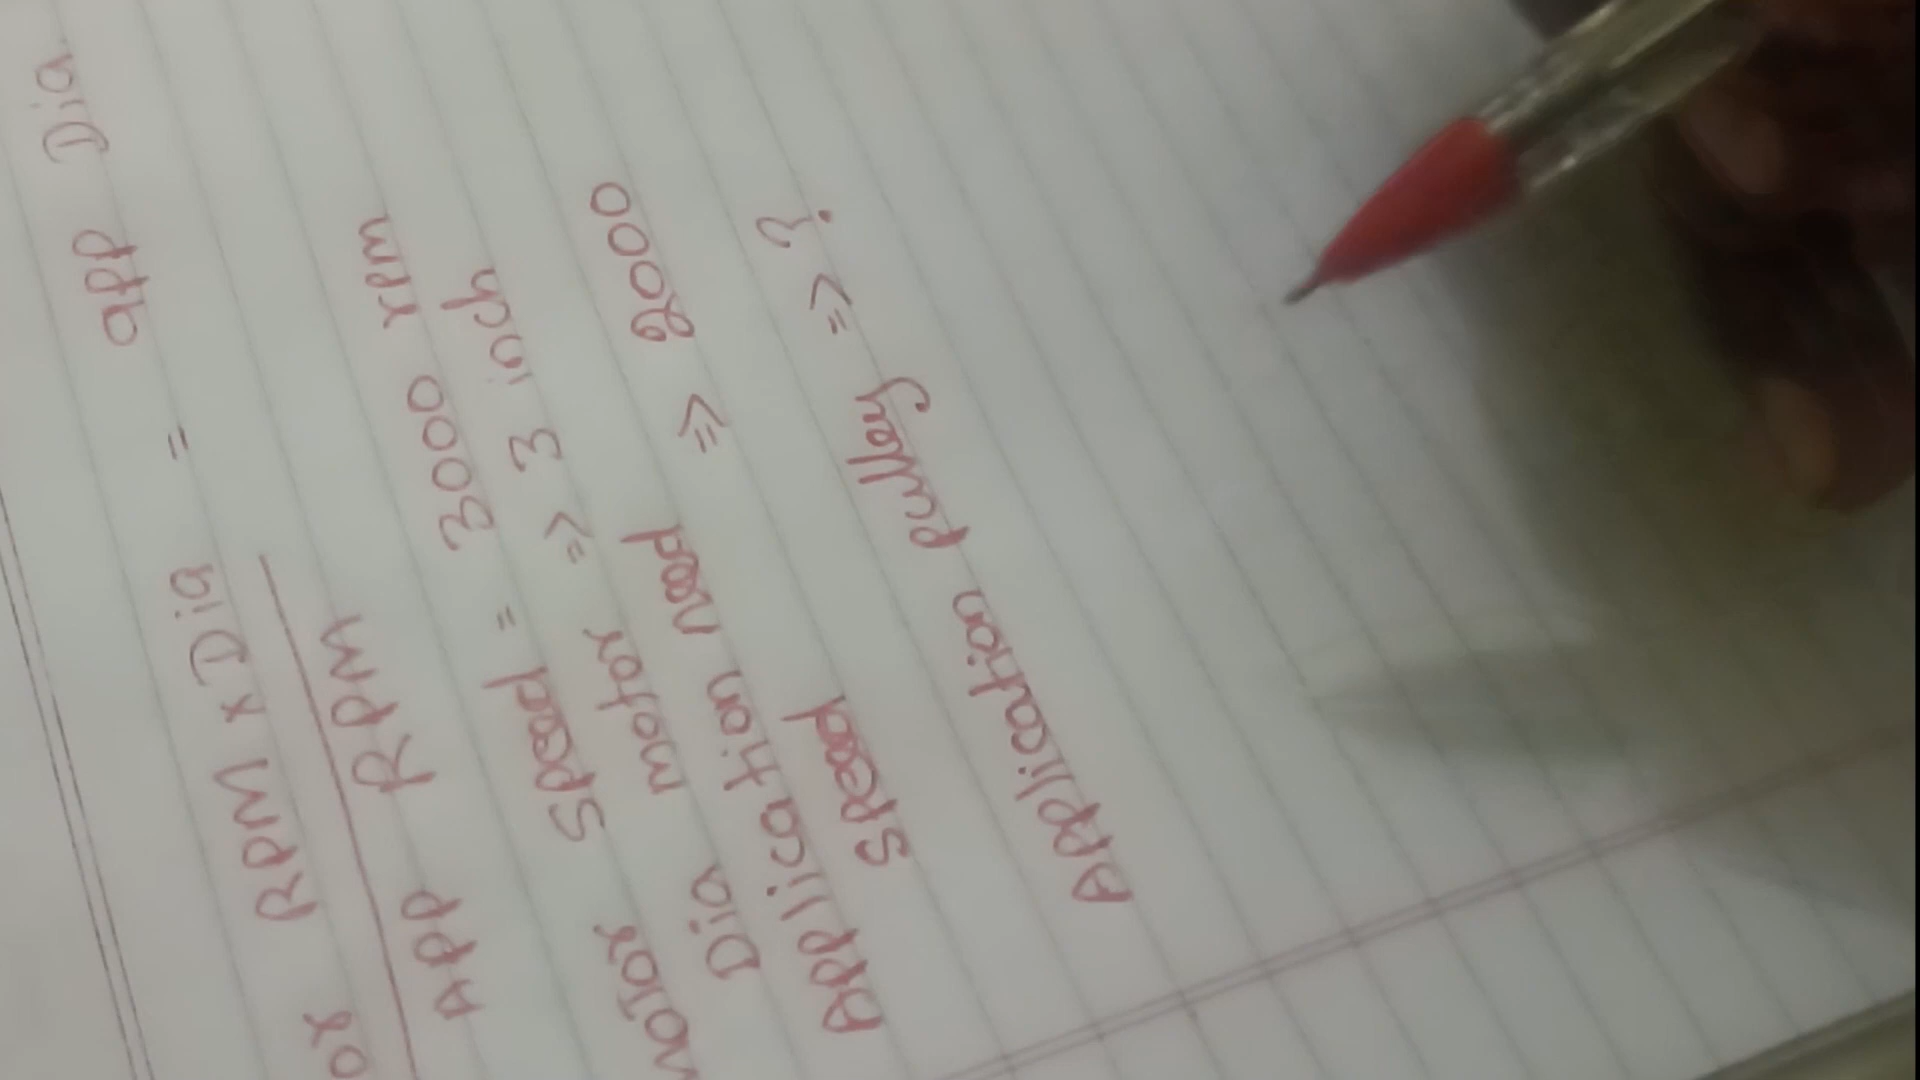 or RPM x Dia = app Dia
APP RPM
MOTOR Speed = 3000 rpm
Dia motor => 3 inch
Application need => 2000
speed
Application pulley => ?